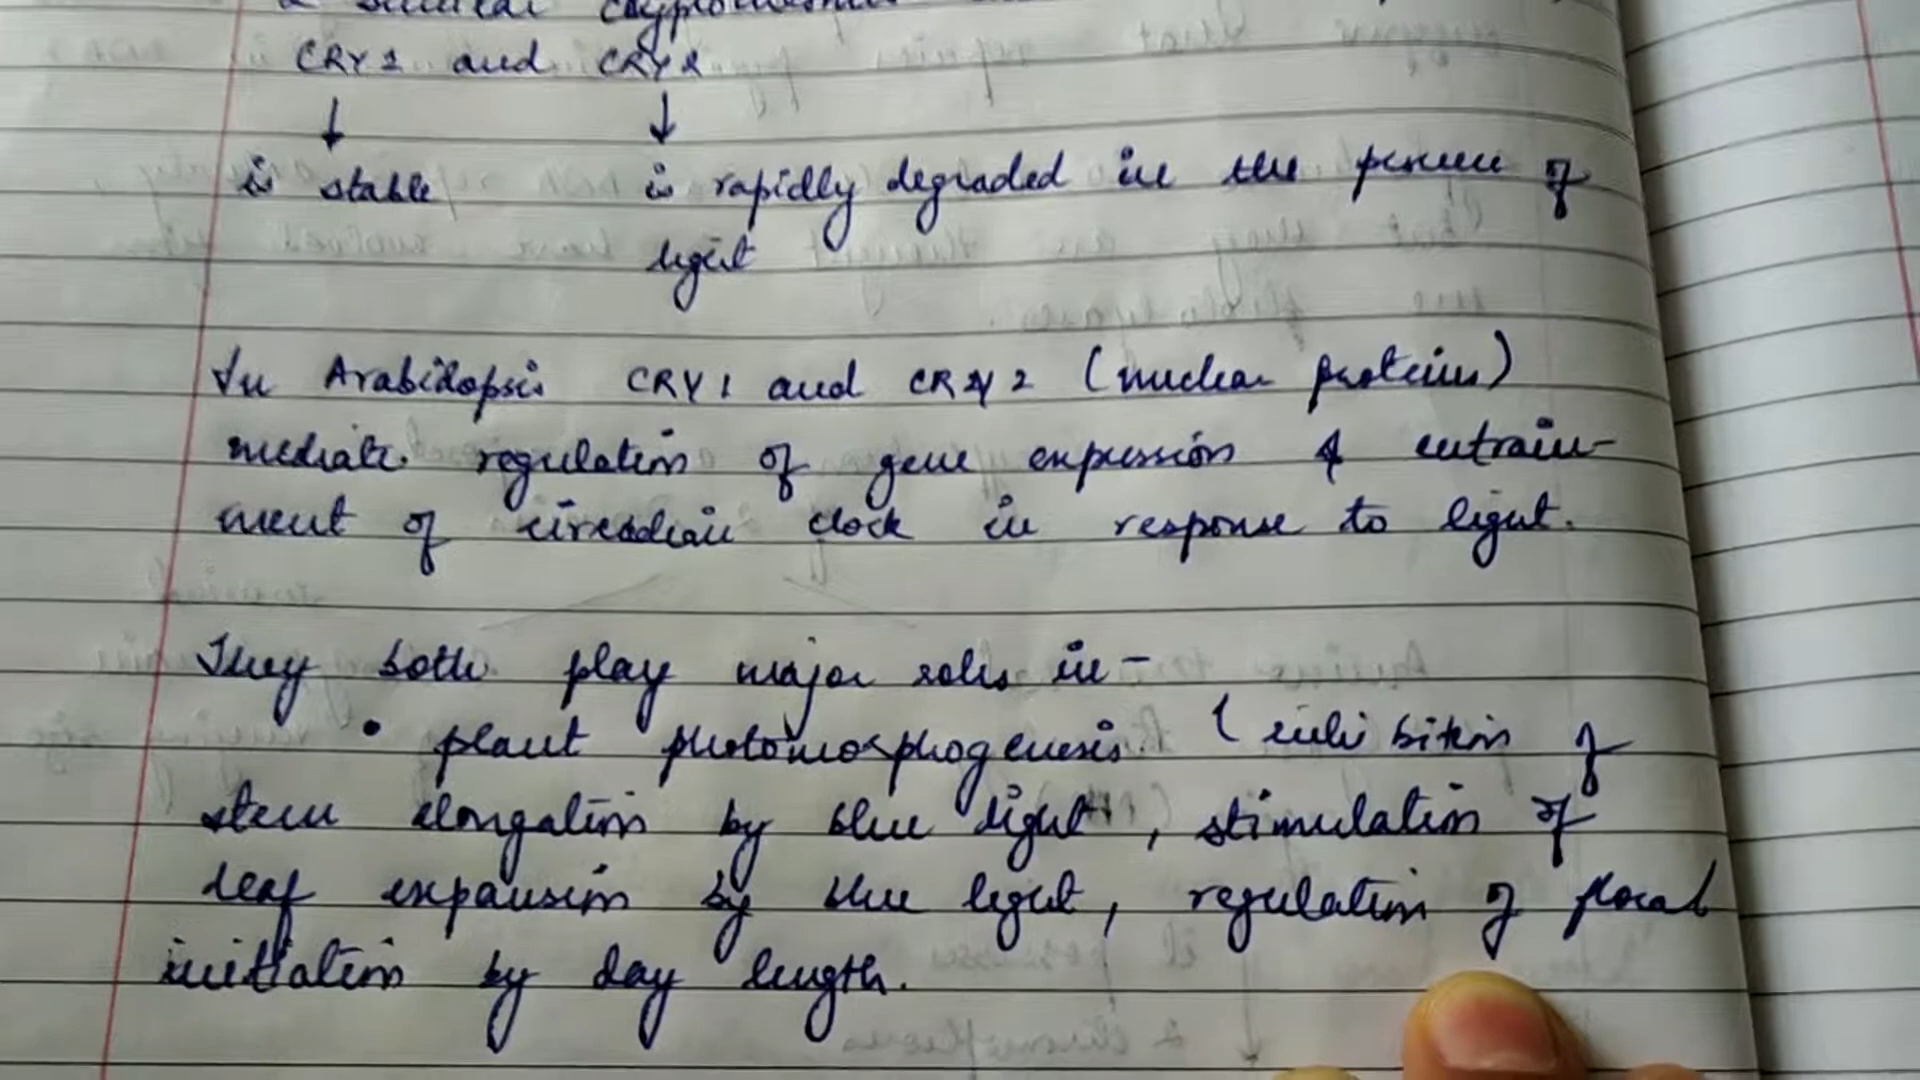 2 similar cryptochromes
CRY1 and CRY2
↓ ↓
is stable is rapidly degraded in the presence of
light
In Arabidopsis CRY1 and CRY2 (nuclear proteins)
mediate regulation of gene expression & entrain-
ment of circadian clock in response to light.
They both play major roles in -
• plant photomorphogenesis (inhibition of
stem elongation by blue light, stimulation of
leaf expansion by blue light, regulation of floral
initiation by day length.